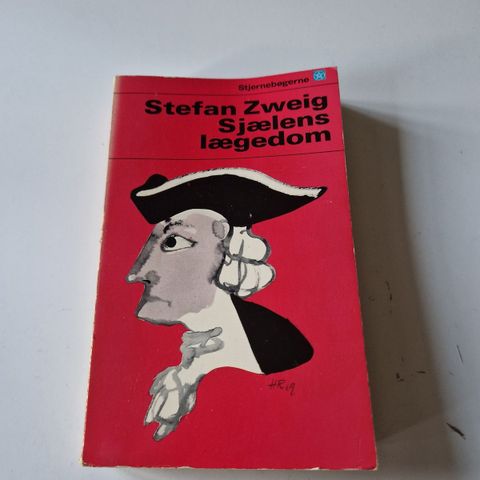 Stjernebøgerne
Stefan Zweig
Sjælens
lægedom